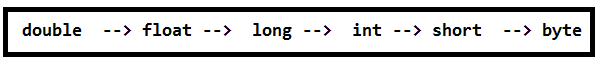 double --> float --> long --> int --> short --> byte